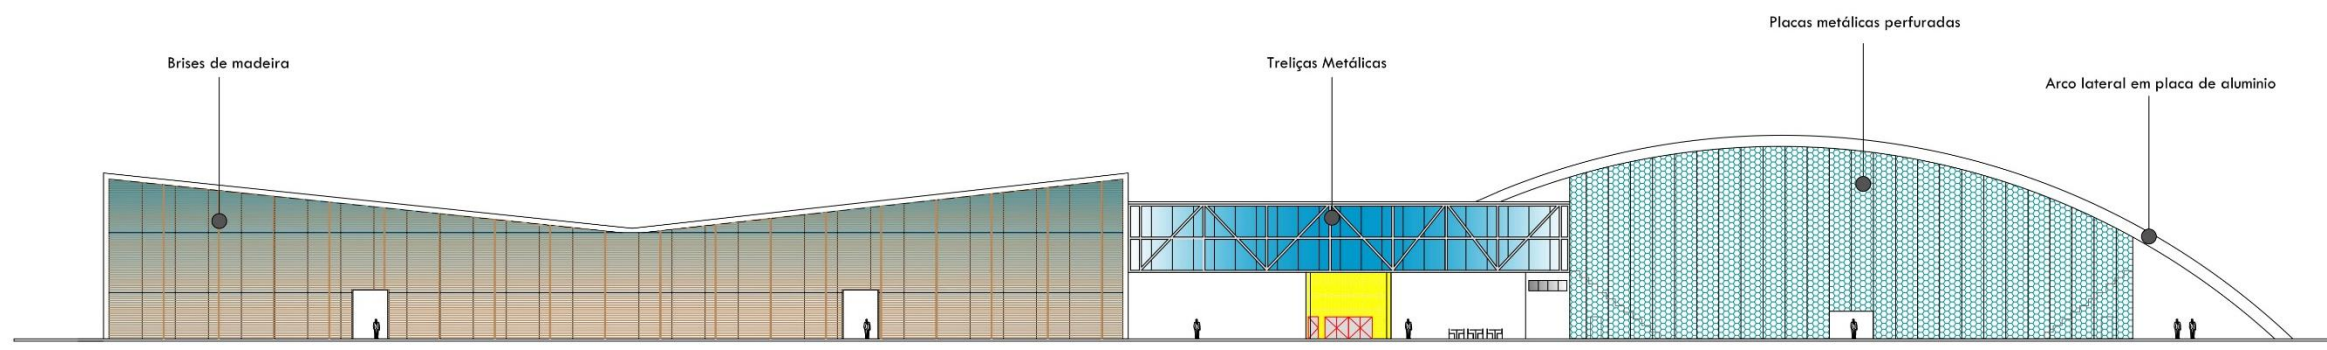 Placas metálicas perfuradas
Brises de madeira
Treliças Metálicas
Arco lateral em placa de aluminio